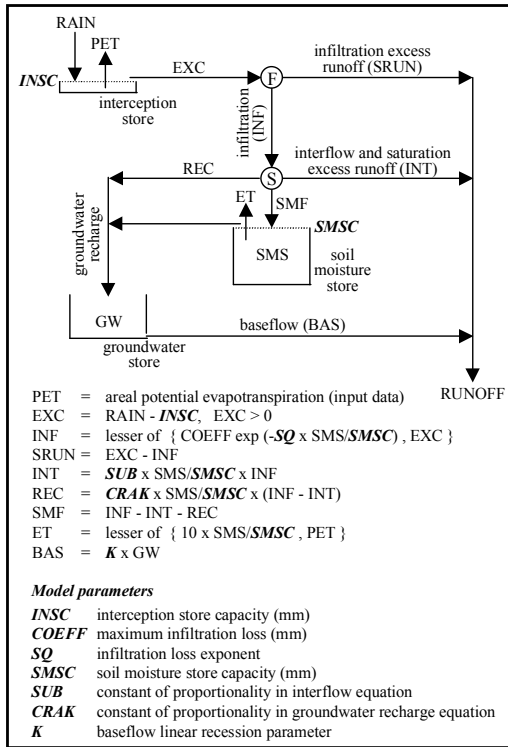 RAIN
PET
EXC
F
infiltration excess
runoff (SRUN)
INSC
interception
store
infiltration
(INF)
REC
S
interflow and saturation
excess runoff (INT)
SMF
ET
SMSC
groundwater
recharge
SMS
soil
moisture
store
GW
baseflow (BAS)
groundwater
store
RUNOFF
PET = areal potential evapotranspiration (input data)
EXC = RAIN - INSC, EXC > 0
INF = lesser of { COEFF exp (-SQ x SMS/SMSC) , EXC }
SRUN = EXC - INF
INT = SUB x SMS/SMSC x INF
REC = CRAK x SMS/SMSC x (INF - INT)
SMF = INF - INT - REC
ET = lesser of { 10 x SMS/SMSC , PET }
BAS = K x GW
Model parameters
INSC interception store capacity (mm)
COEFF maximum infiltration loss (mm)
SQ infiltration loss exponent
SMSC soil moisture store capacity (mm)
SUB constant of proportionality in interflow equation
CRAK constant of proportionality in groundwater recharge equation
K baseflow linear recession parameter